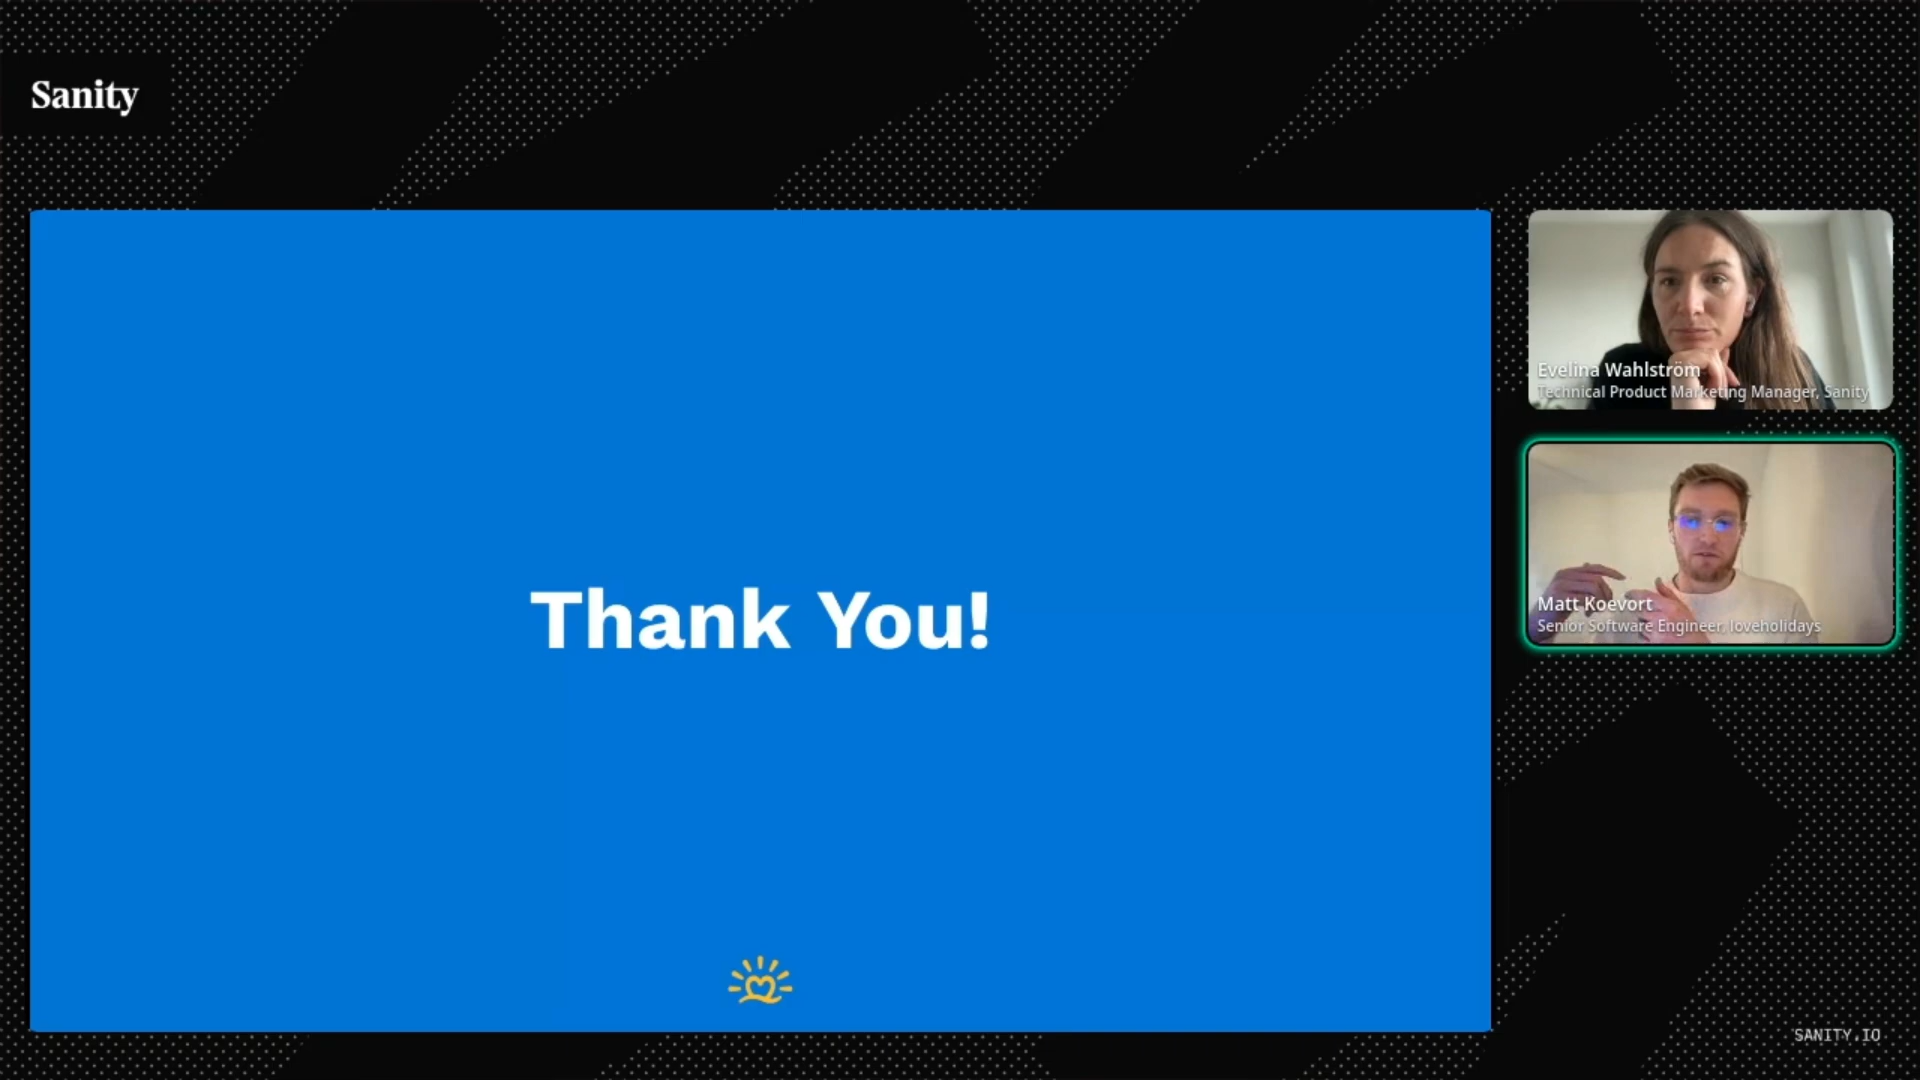 Sanity
Thank You!
Evelina Wahlström
Technical Product Marketing Manager, Sanity
Matt Koevort
Senior Software Engineer, loveholidays
SANITY.IO